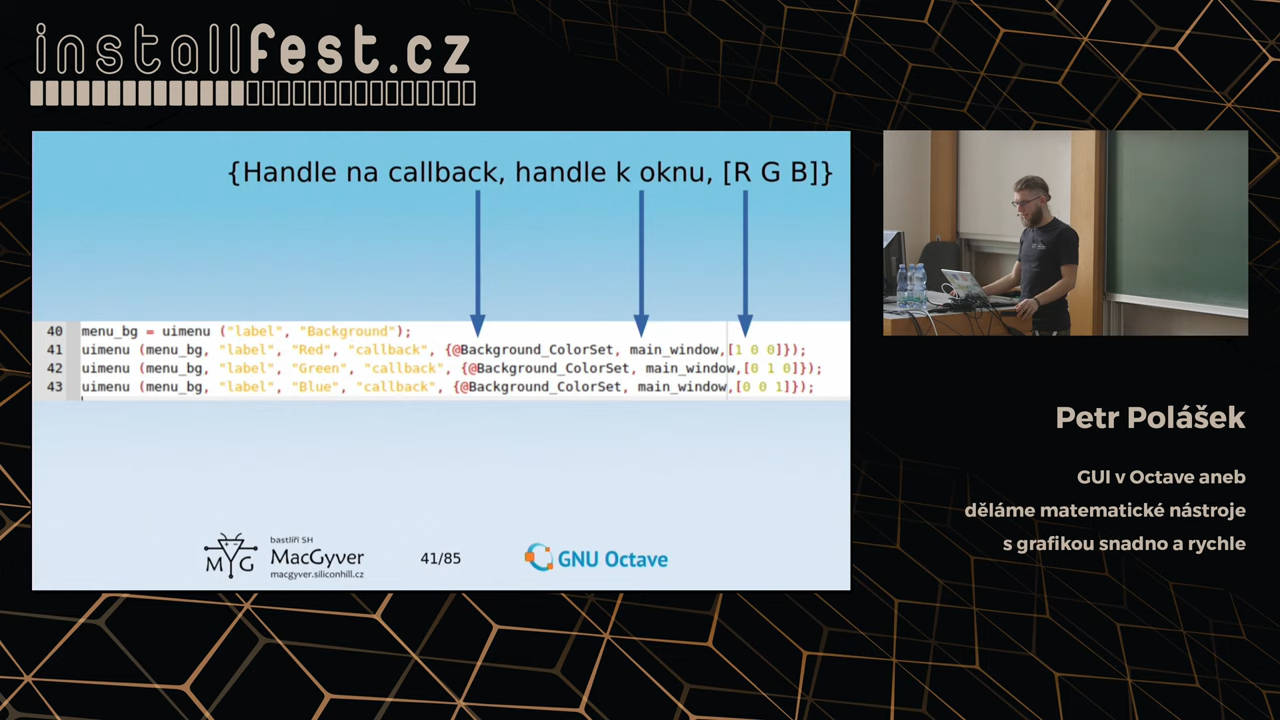 installfest.cz
{Handle na callback, handle k oknu, [R G B]}
40 menu_bg = uimenu ("label", "Background");
41 uimenu (menu_bg, "label", "Red", "callback", {@Background_ColorSet, main_window,[1 0 0]});
42 uimenu (menu_bg, "label", "Green", "callback", {@Background_ColorSet, main_window,[0 1 0]});
43 uimenu (menu_bg, "label", "Blue", "callback", {@Background_ColorSet, main_window,[0 0 1]});
MYG
bastlíři SH
MacGyver
macgyver.siliconhill.cz
41/85
GNU Octave
Petr Polášek
GUI v Octave aneb
děláme matematické nástroje
s grafikou snadno a rychle